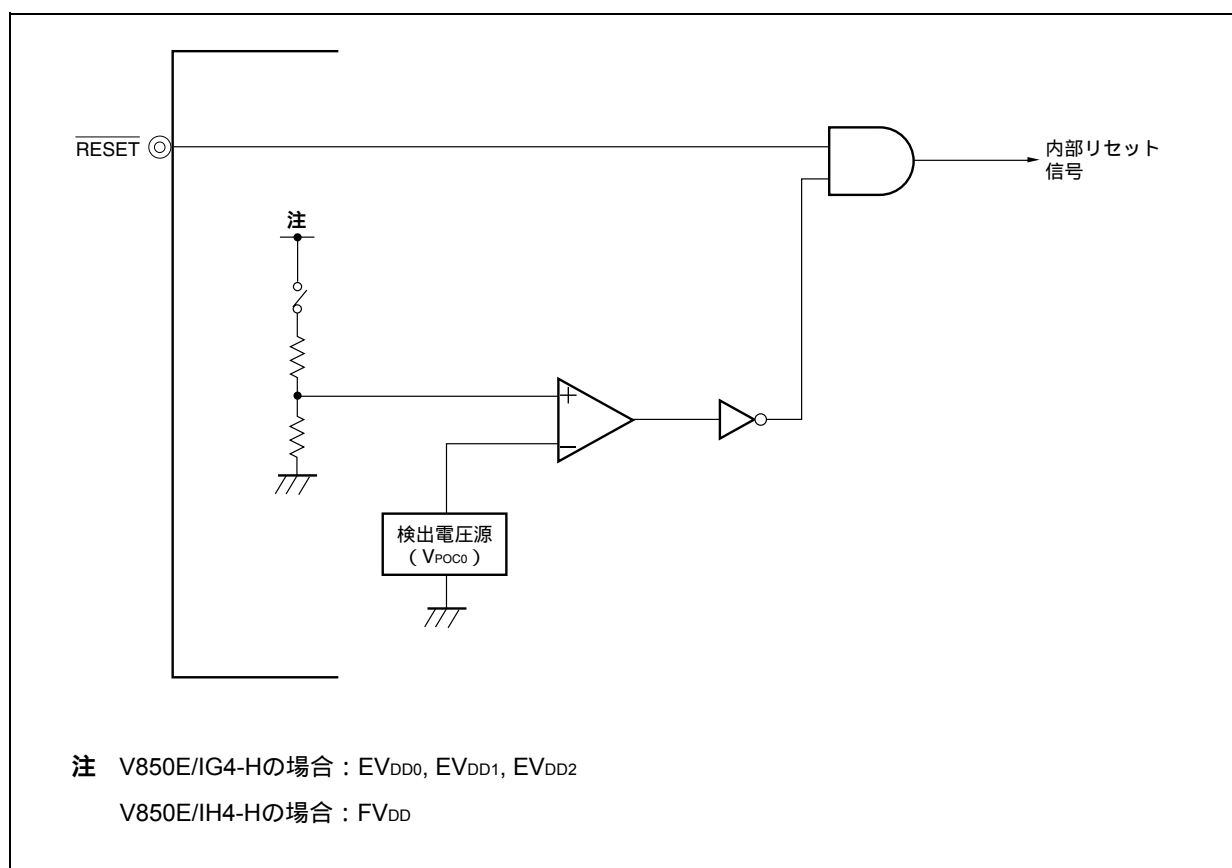 RESET
内部リセット
信号
注
+
−
検出電圧源
（VPOC0）
注 V850E/IG4-Hの場合：EVDD0, EVDD1, EVDD2
V850E/IH4-Hの場合：FVDD